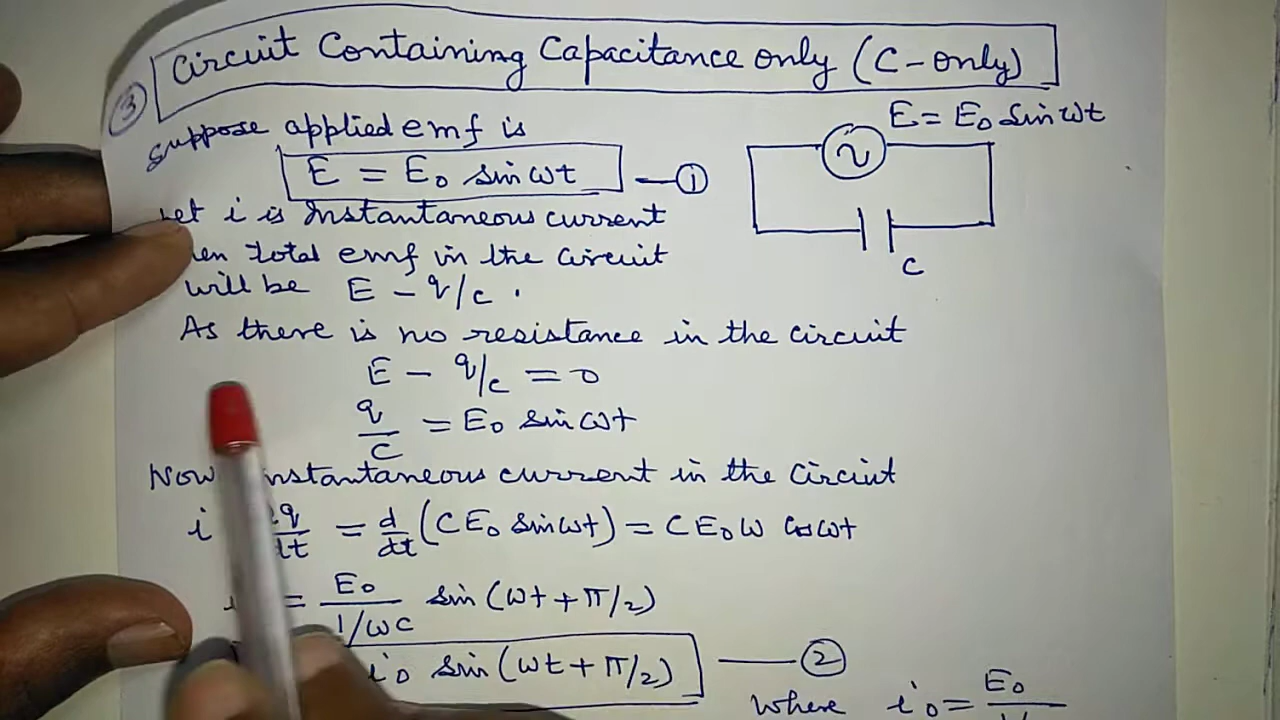 ③ Circuit Containing Capacitance only (C-only)
Suppose applied emf is
E = E₀ sin ωt —①
E = E₀ sin ωt
C
i is Instantaneous current
total emf in the circuit
will be E - q/c .
As there is no resistance in the circuit
E - q/c = 0
q/c = E₀ sin ωt
Now instantaneous current in the circuit
i dq/dt = d/dt (CE₀ sin ωt) = CE₀ω cos ωt
= E₀/(1/ωC) sin (ωt + π/2)
i₀ sin (ωt + π/2) —②
where i₀ = E₀